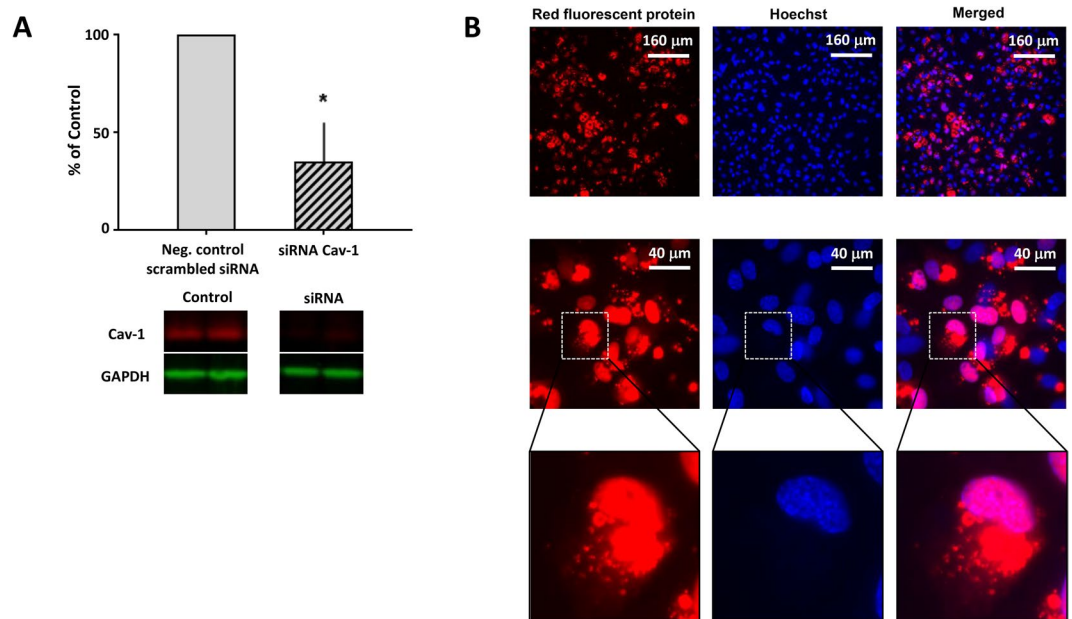 A
100
50
0
% of Control
*
Neg. control
scrambled siRNA
siRNA Cav-1
Control
siRNA
Cav-1
GAPDH
B
Red fluorescent protein
Hoechst
Merged
160 µm
160 µm
160 µm
40 µm
40 µm
40 µm